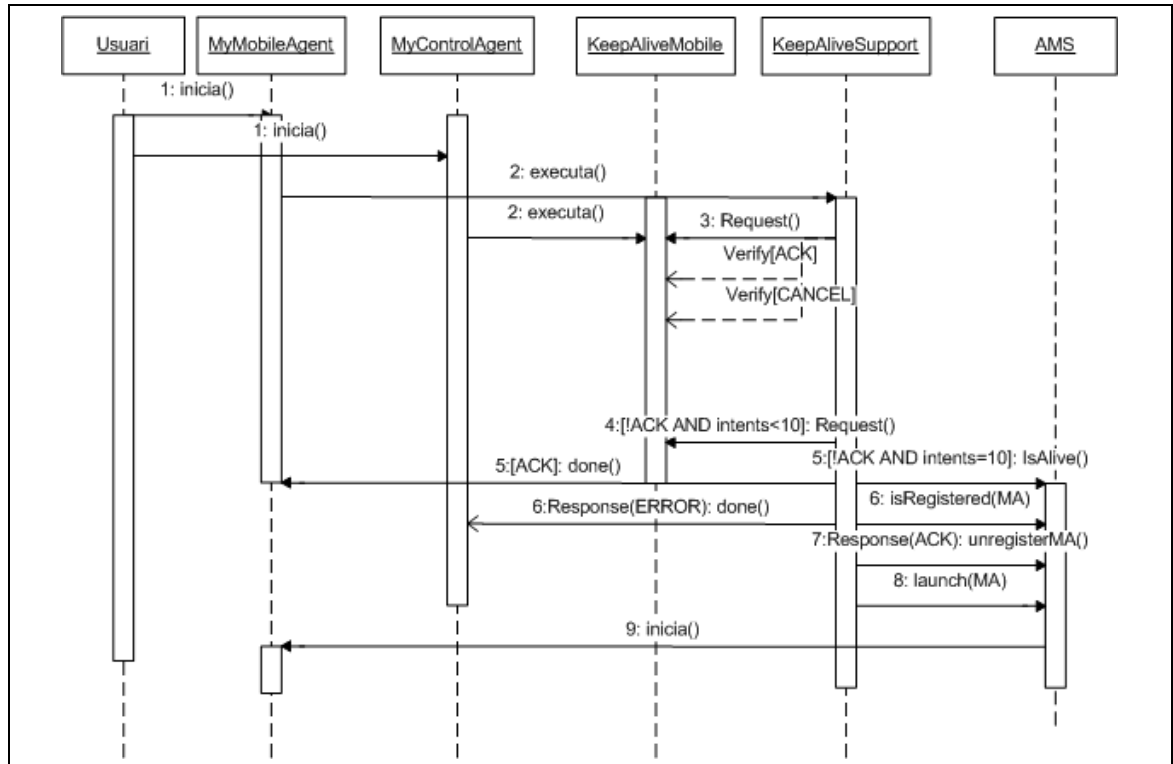 Usuari
MyMobileAgent
MyControlAgent
KeepAliveMobile
KeepAliveSupport
AMS
1: inicia()
1: inicia()
2: executa()
2: executa()
3: Request()
Verify[ACK]
Verify[CANCEL]
4:[!ACK AND intents<10]: Request()
5:[ACK]: done()
5:[!ACK AND intents=10]: IsAlive()
6: isRegistered(MA)
6:Response(ERROR): done()
7:Response(ACK): unregisterMA()
8: launch(MA)
9: inicia()